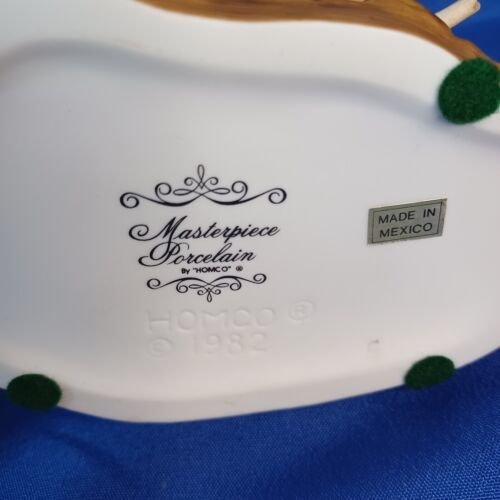 Masterpiece
Porcelain
By "HOMCO" ®
HOMCO ®
© 1982
MADE IN
MEXICO